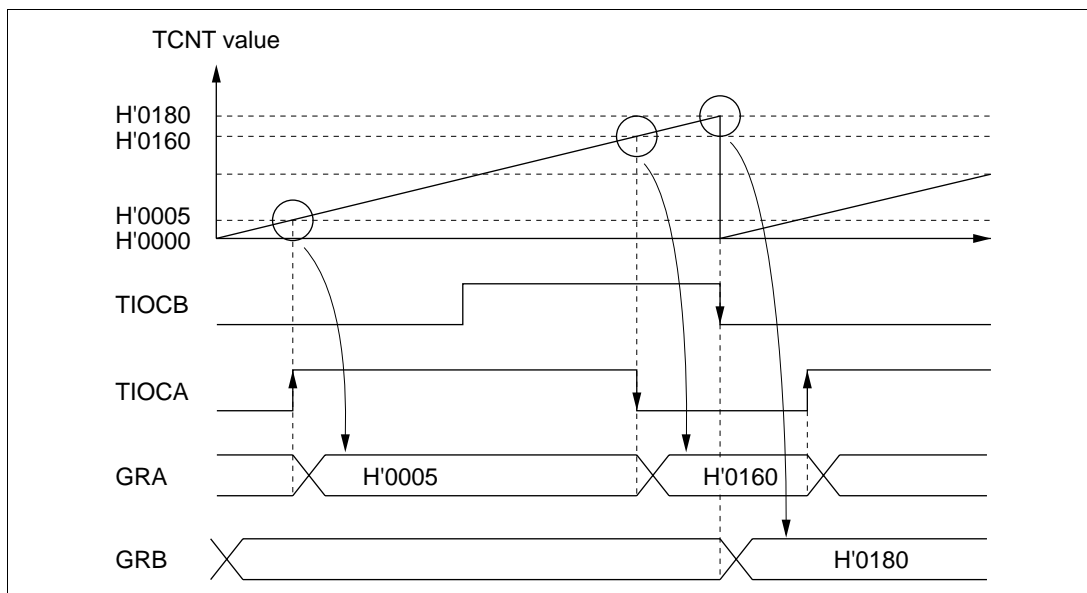 TCNT value
H'0180
H'0160
H'0005
H'0000
TIOCB
TIOCA
GRA
H'0005
H'0160
GRB
H'0180